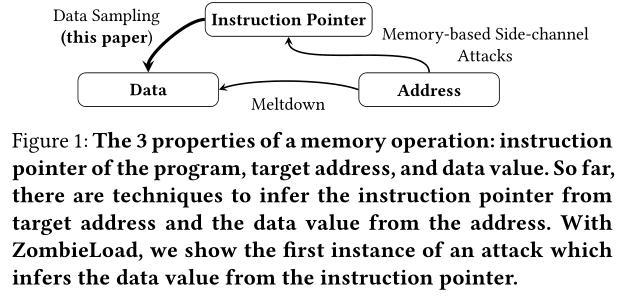 Data Sampling
(this paper)
Instruction Pointer
Memory-based Side-channel
Attacks
Data
Address
Meltdown
Figure 1: The 3 properties of a memory operation: instruction
pointer of the program, target address, and data value. So far,
there are techniques to infer the instruction pointer from
target address and the data value from the address. With
ZombieLoad, we show the first instance of an attack which
infers the data value from the instruction pointer.